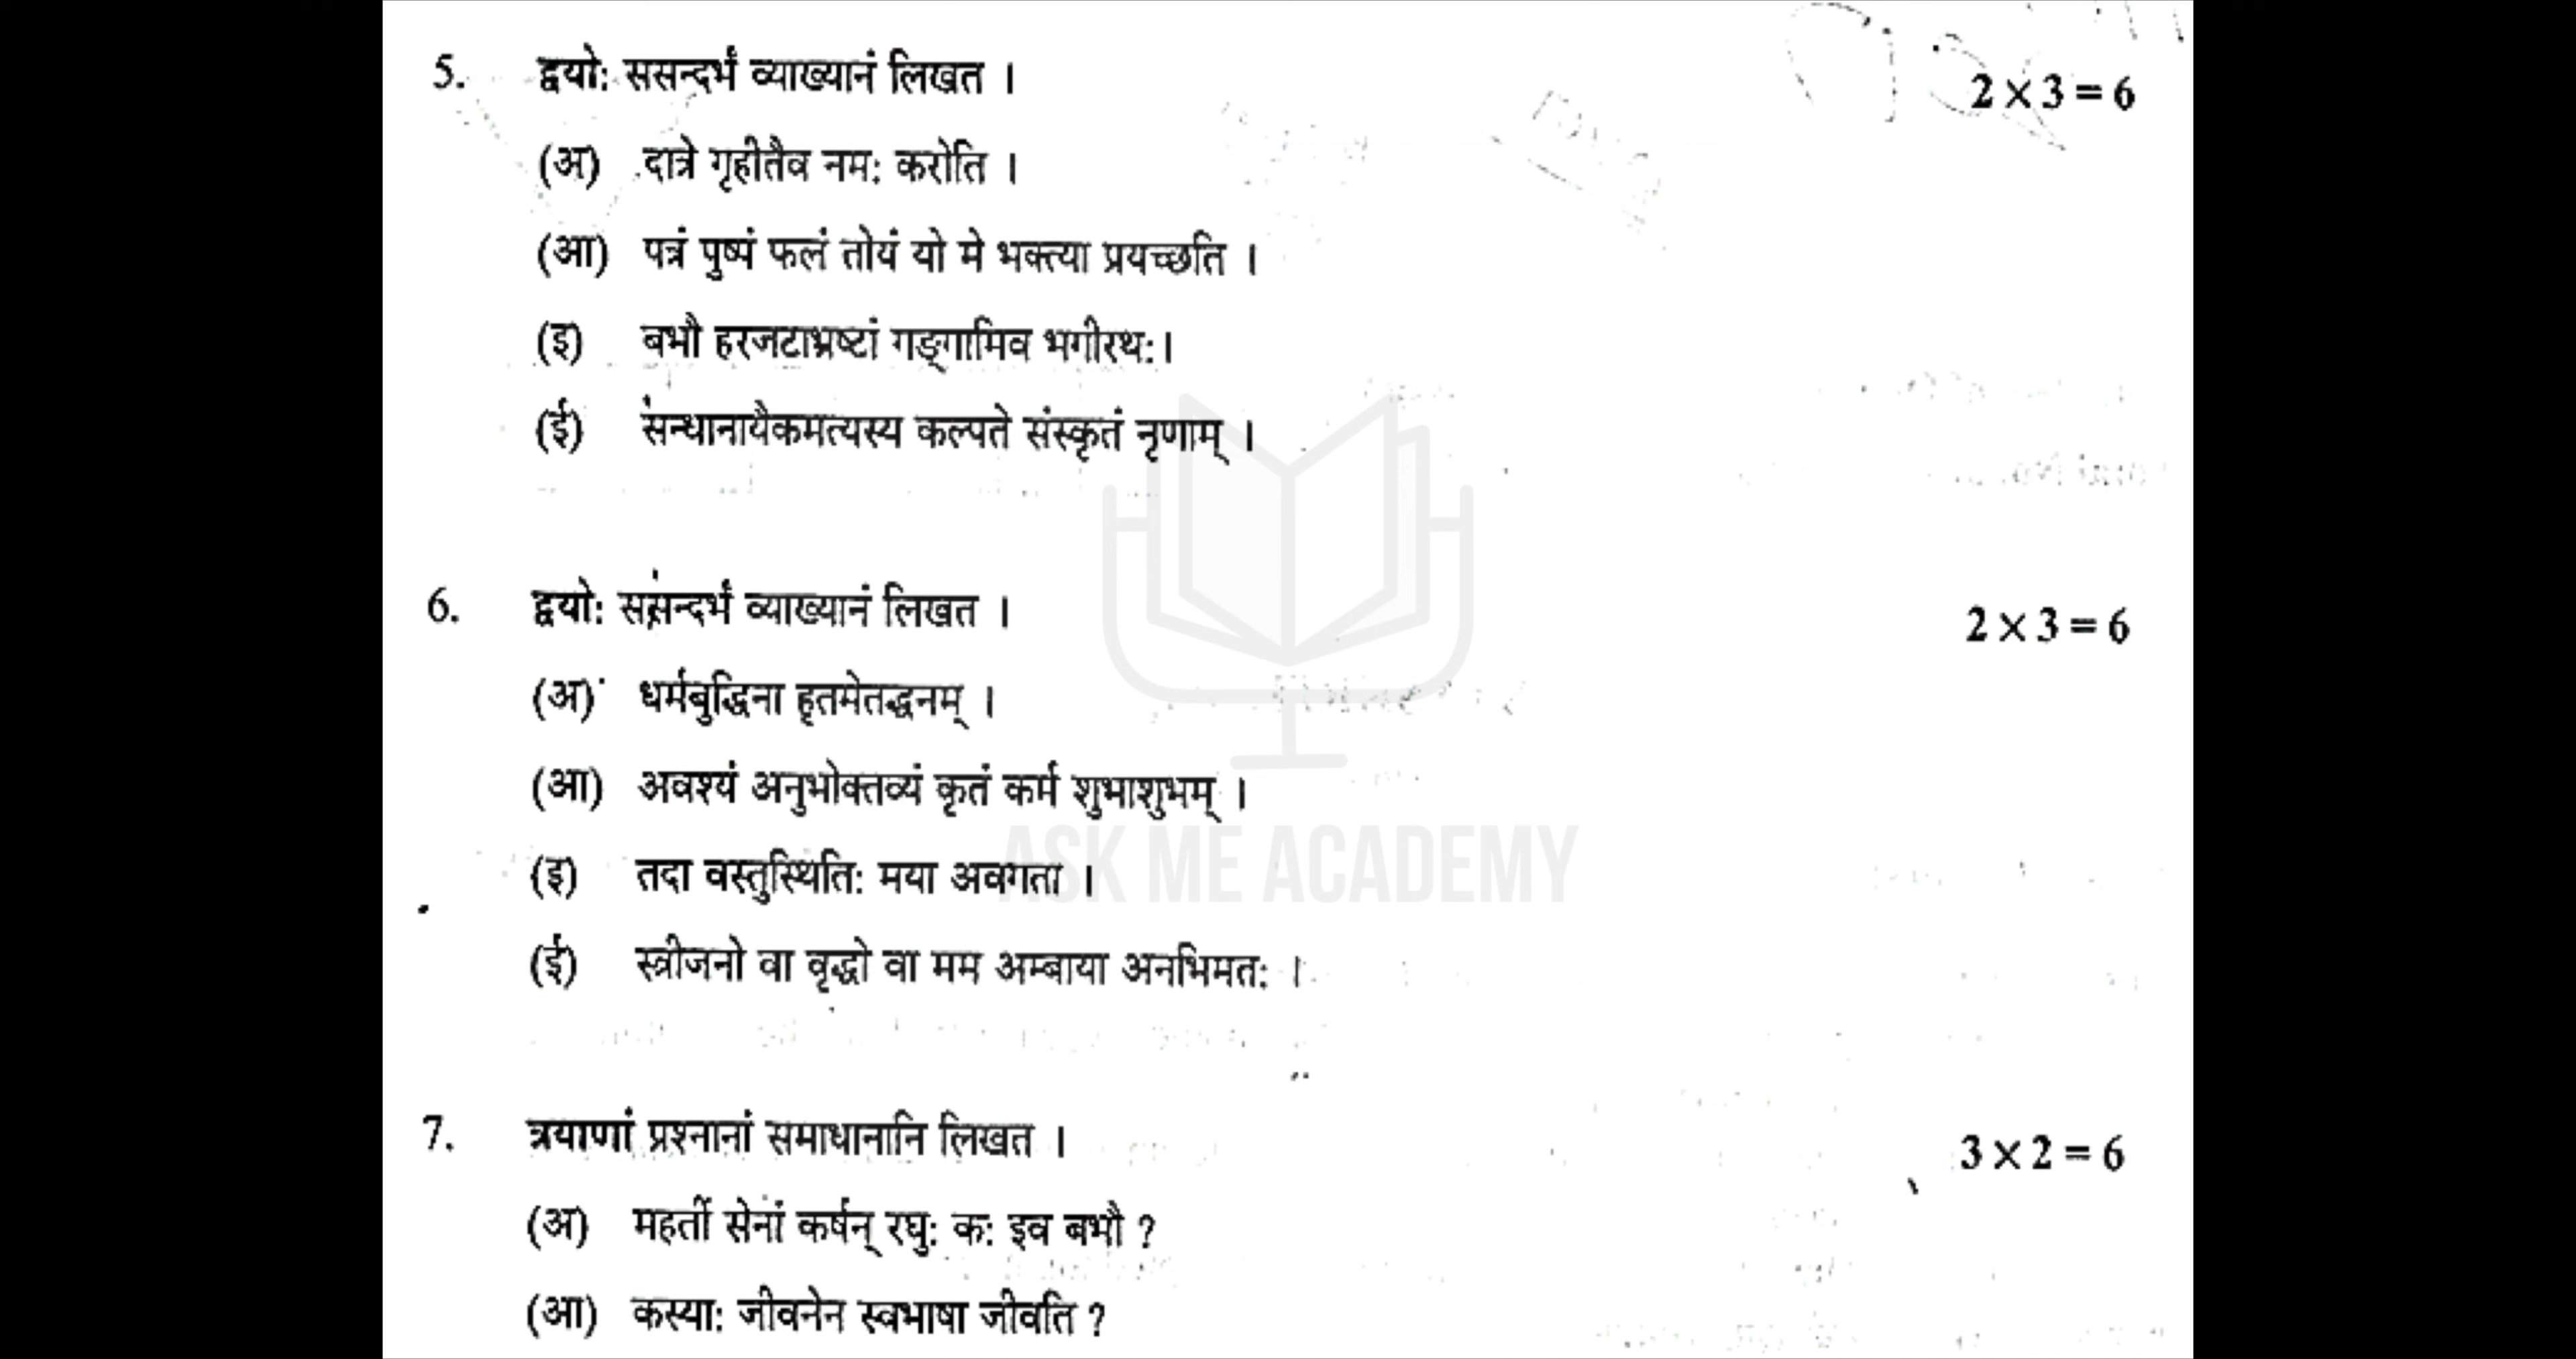 5. द्वयोः ससन्दर्भं व्याख्यानं लिखत । 2 × 3 = 6
(अ) दात्रे गृहीतैव नमः करोति ।
(आ) पत्रं पुष्पं फलं तोयं यो मे भक्त्या प्रयच्छति ।
(इ) बभौ हरजटाभ्रष्टां गङ्गामिव भगीरथः ।
(ई) संन्धानायैकमत्यस्य कल्पते संस्कृतं नृणाम् ।
6. द्वयोः ससन्दर्भं व्याख्यानं लिखत । 2 × 3 = 6
(अ) धर्मबुद्धिना हृतमेतद्धनम् ।
(आ) अवश्यं अनुभोक्तव्यं कृतं कर्म शुभाशुभम् ।
ASK ME ACADEMY
(इ) तदा वस्तुस्थितिः मया अवगता ।
(ई) स्त्रीजनो वा वृद्धो वा मम अम्बाया अनभिमतः ।
7. त्रयाणां प्रश्नानां समाधानानि लिखत । 3 × 2 = 6
(अ) महतीं सेनां कर्षन् रघुः कः इव बभौ ?
(आ) कस्याः जीवनेन स्वभाषा जीवति ?